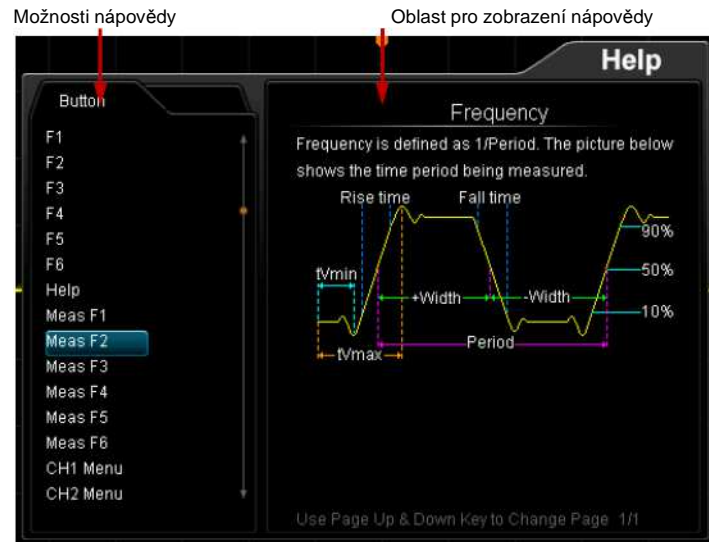 Možnosti nápovědy
Oblast pro zobrazení nápovědy
Help
Button
F1
F2
F3
F4
F5
F6
Help
Meas F1
Meas F2
Meas F3
Meas F4
Meas F5
Meas F6
CH1 Menu
CH2 Menu
Frequency
Frequency is defined as 1/Period. The picture below
shows the time period being measured.
Rise time
Fall time
90%
tVmin
50%
+Width
-Width
10%
Period
tVmax
Use Page Up & Down Key to Change Page 1/1